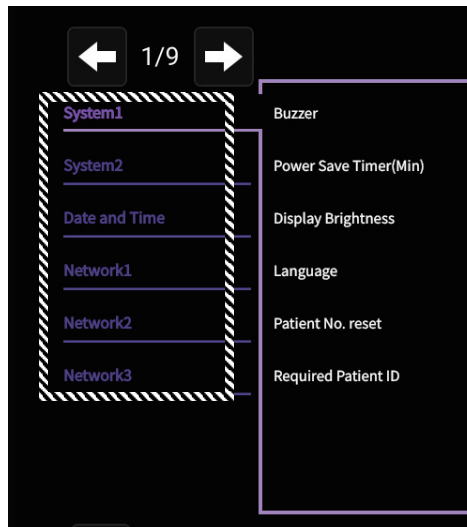 1/9
System1
System2
Date and Time
Network1
Network2
Network3
Buzzer
Power Save Timer(Min)
Display Brightness
Language
Patient No. reset
Required Patient ID